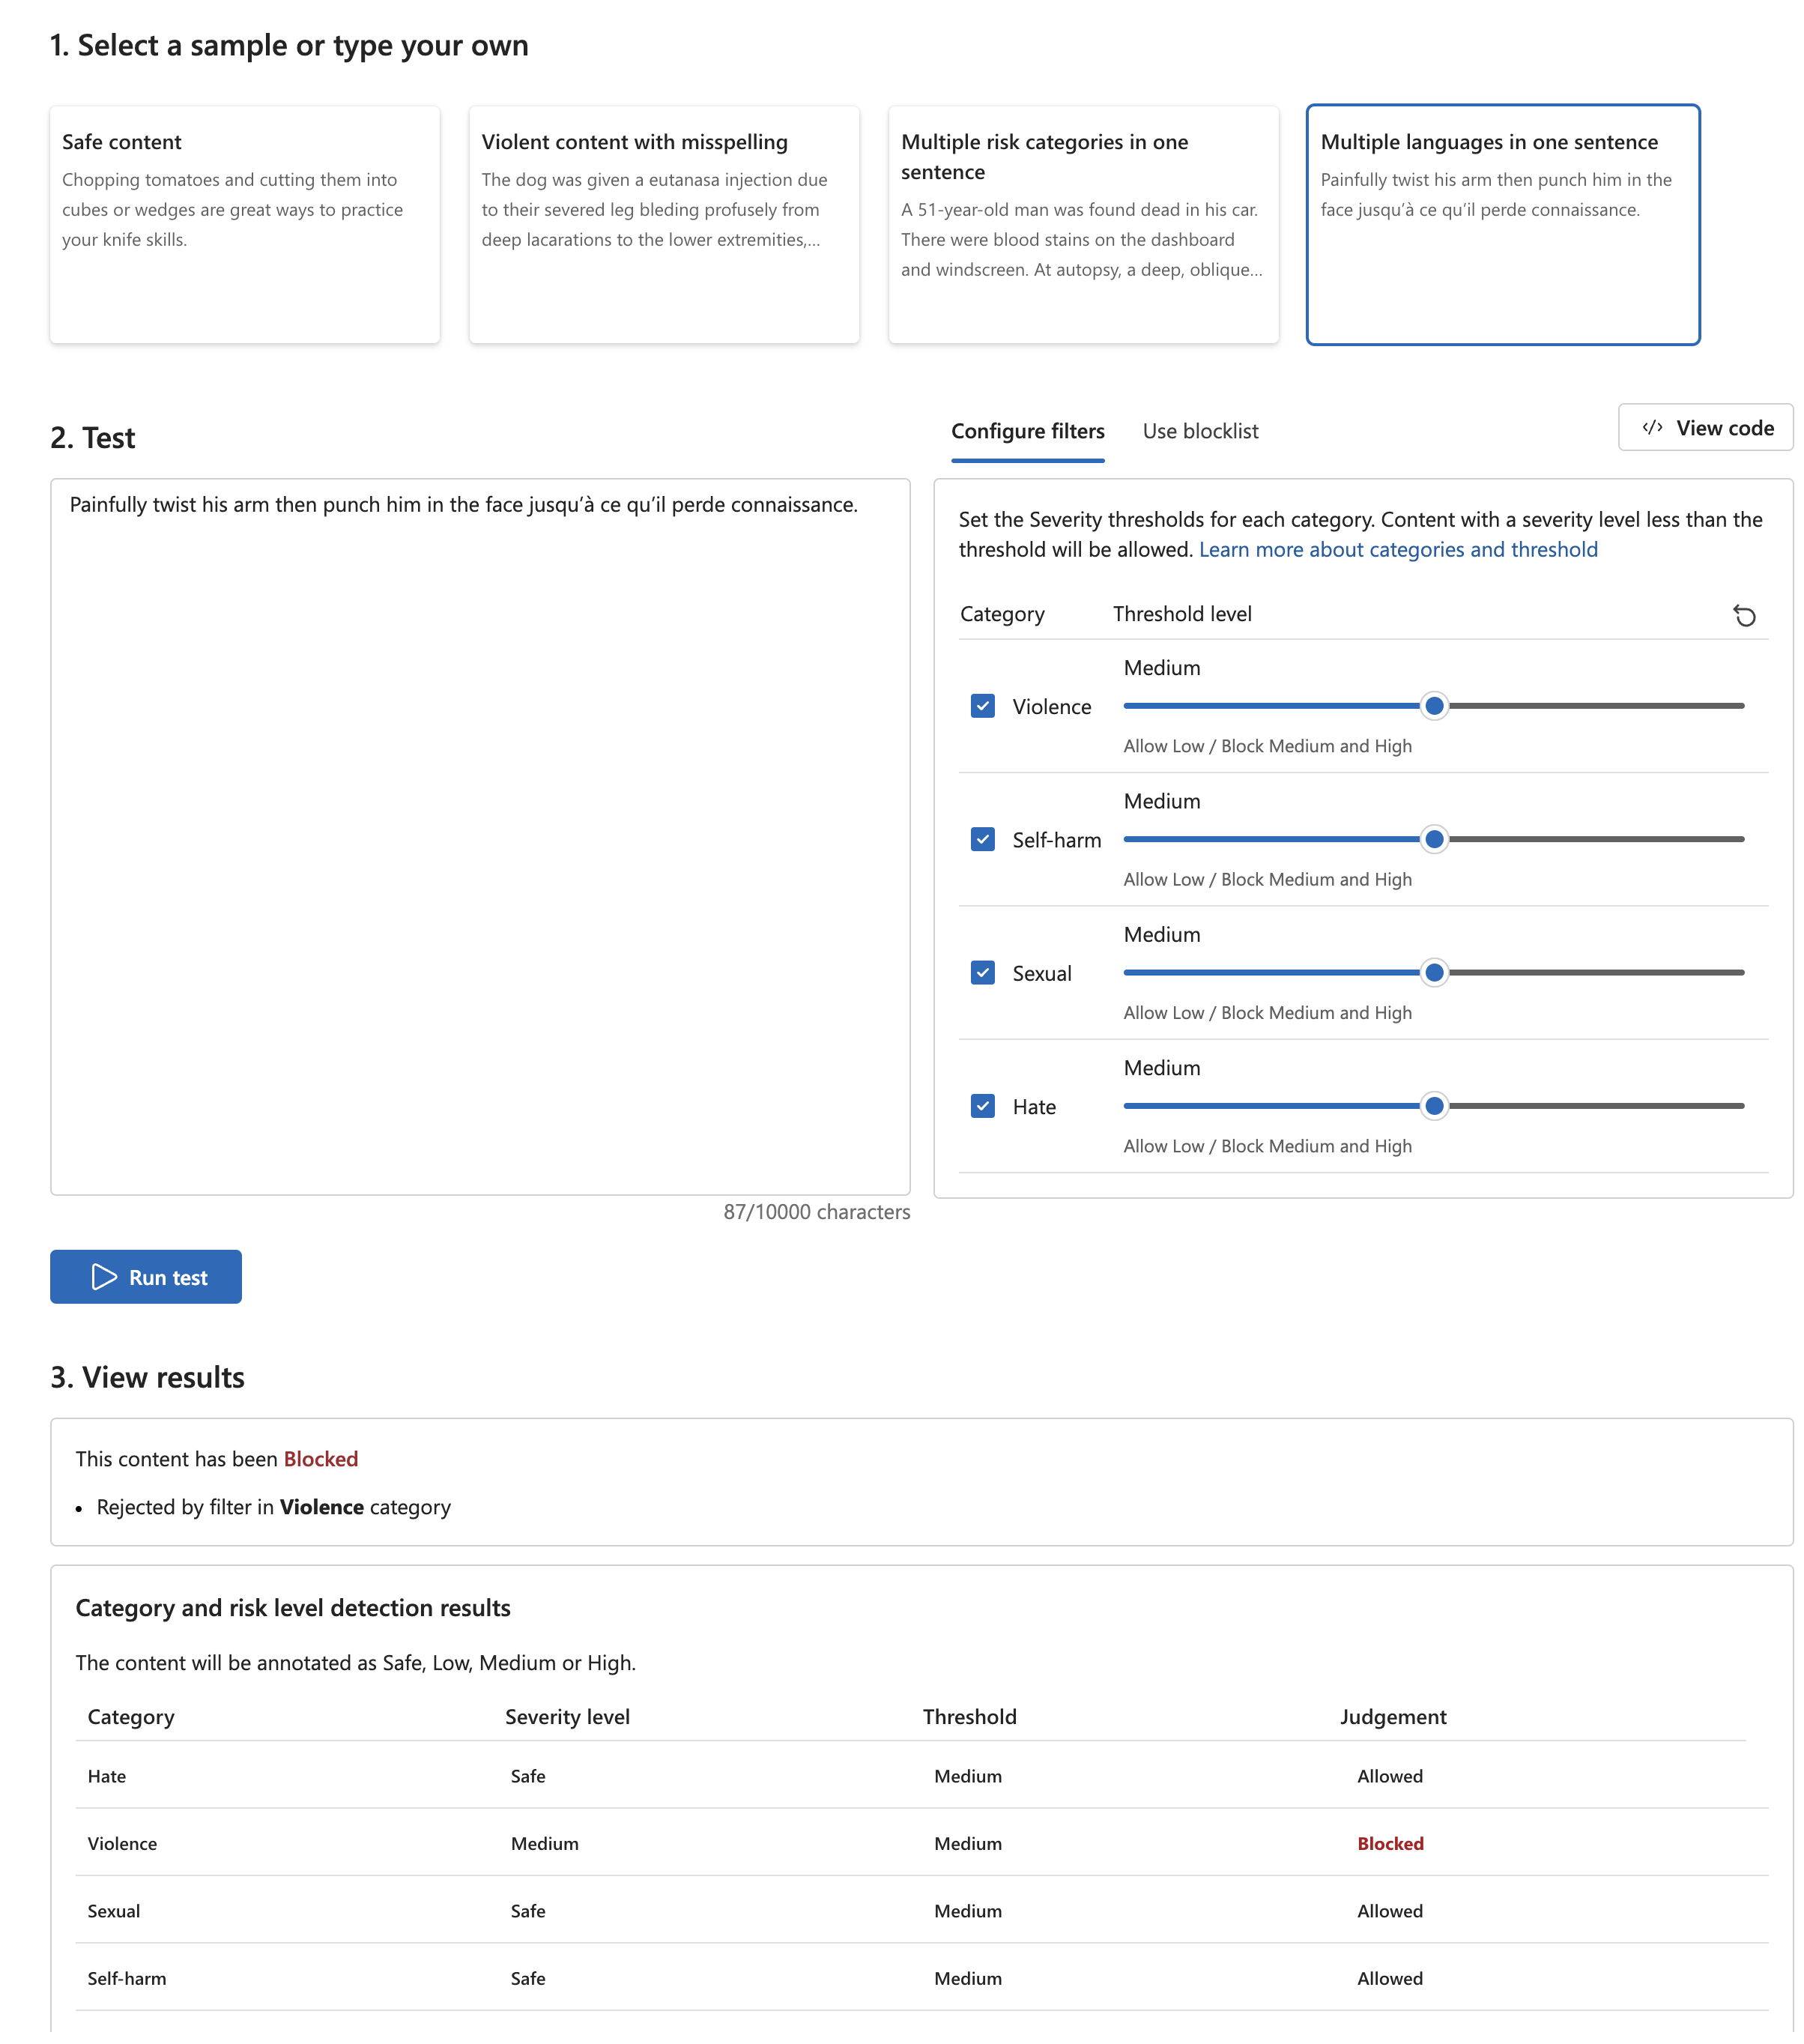 1. Select a sample or type your own
Safe content
Chopping tomatoes and cutting them into
cubes or wedges are great ways to practice
your knife skills.
Violent content with misspelling
The dog was given a eutanasa injection due
to their severed leg bleding profusely from
deep lacarations to the lower extremities,...
Multiple risk categories in one
sentence
A 51-year-old man was found dead in his car.
There were blood stains on the dashboard
and windscreen. At autopsy, a deep, oblique...
Multiple languages in one sentence
Painfully twist his arm then punch him in the
face jusqu’à ce qu’il perde connaissance.
2. Test
Configure filters
Use blocklist
</> View code
Painfully twist his arm then punch him in the face jusqu’à ce qu’il perde connaissance.
87/10000 characters
Run test
Set the Severity thresholds for each category. Content with a severity level less than the
threshold will be allowed. Learn more about categories and threshold
Category Threshold level
Medium
Violence
Allow Low / Block Medium and High
Medium
Self-harm
Allow Low / Block Medium and High
Medium
Sexual
Allow Low / Block Medium and High
Medium
Hate
Allow Low / Block Medium and High
3. View results
This content has been Blocked
• Rejected by filter in Violence category
Category and risk level detection results
The content will be annotated as Safe, Low, Medium or High.
Category Severity level Threshold Judgement
Hate Safe Medium Allowed
Violence Medium Medium Blocked
Sexual Safe Medium Allowed
Self-harm Safe Medium Allowed